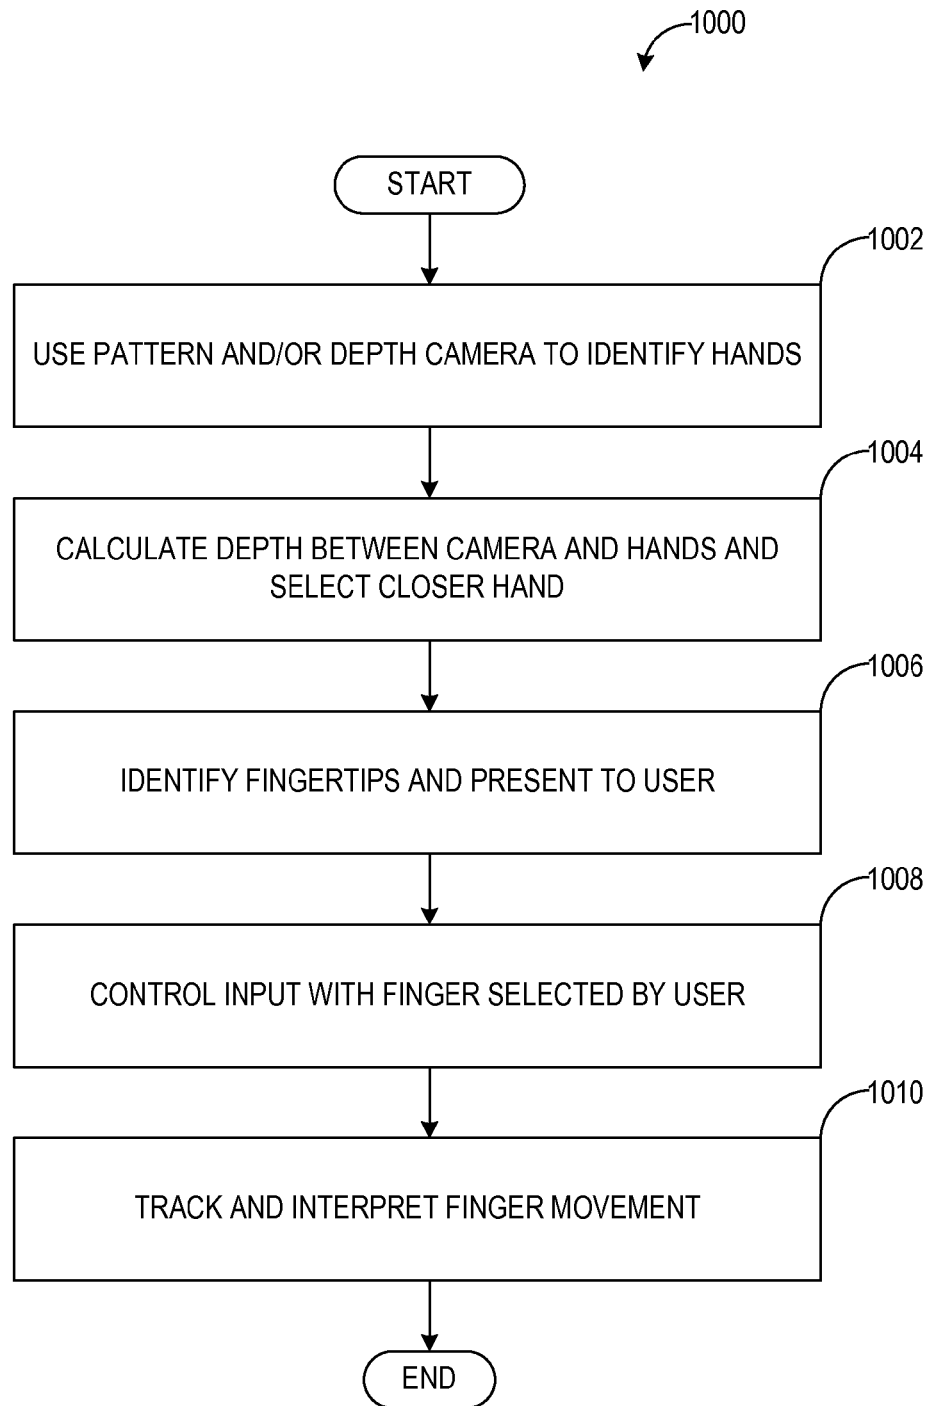 1000
START
1002
USE PATTERN AND/OR DEPTH CAMERA TO IDENTIFY HANDS
1004
CALCULATE DEPTH BETWEEN CAMERA AND HANDS AND
SELECT CLOSER HAND
1006
IDENTIFY FINGERTIPS AND PRESENT TO USER
1008
CONTROL INPUT WITH FINGER SELECTED BY USER
1010
TRACK AND INTERPRET FINGER MOVEMENT
END